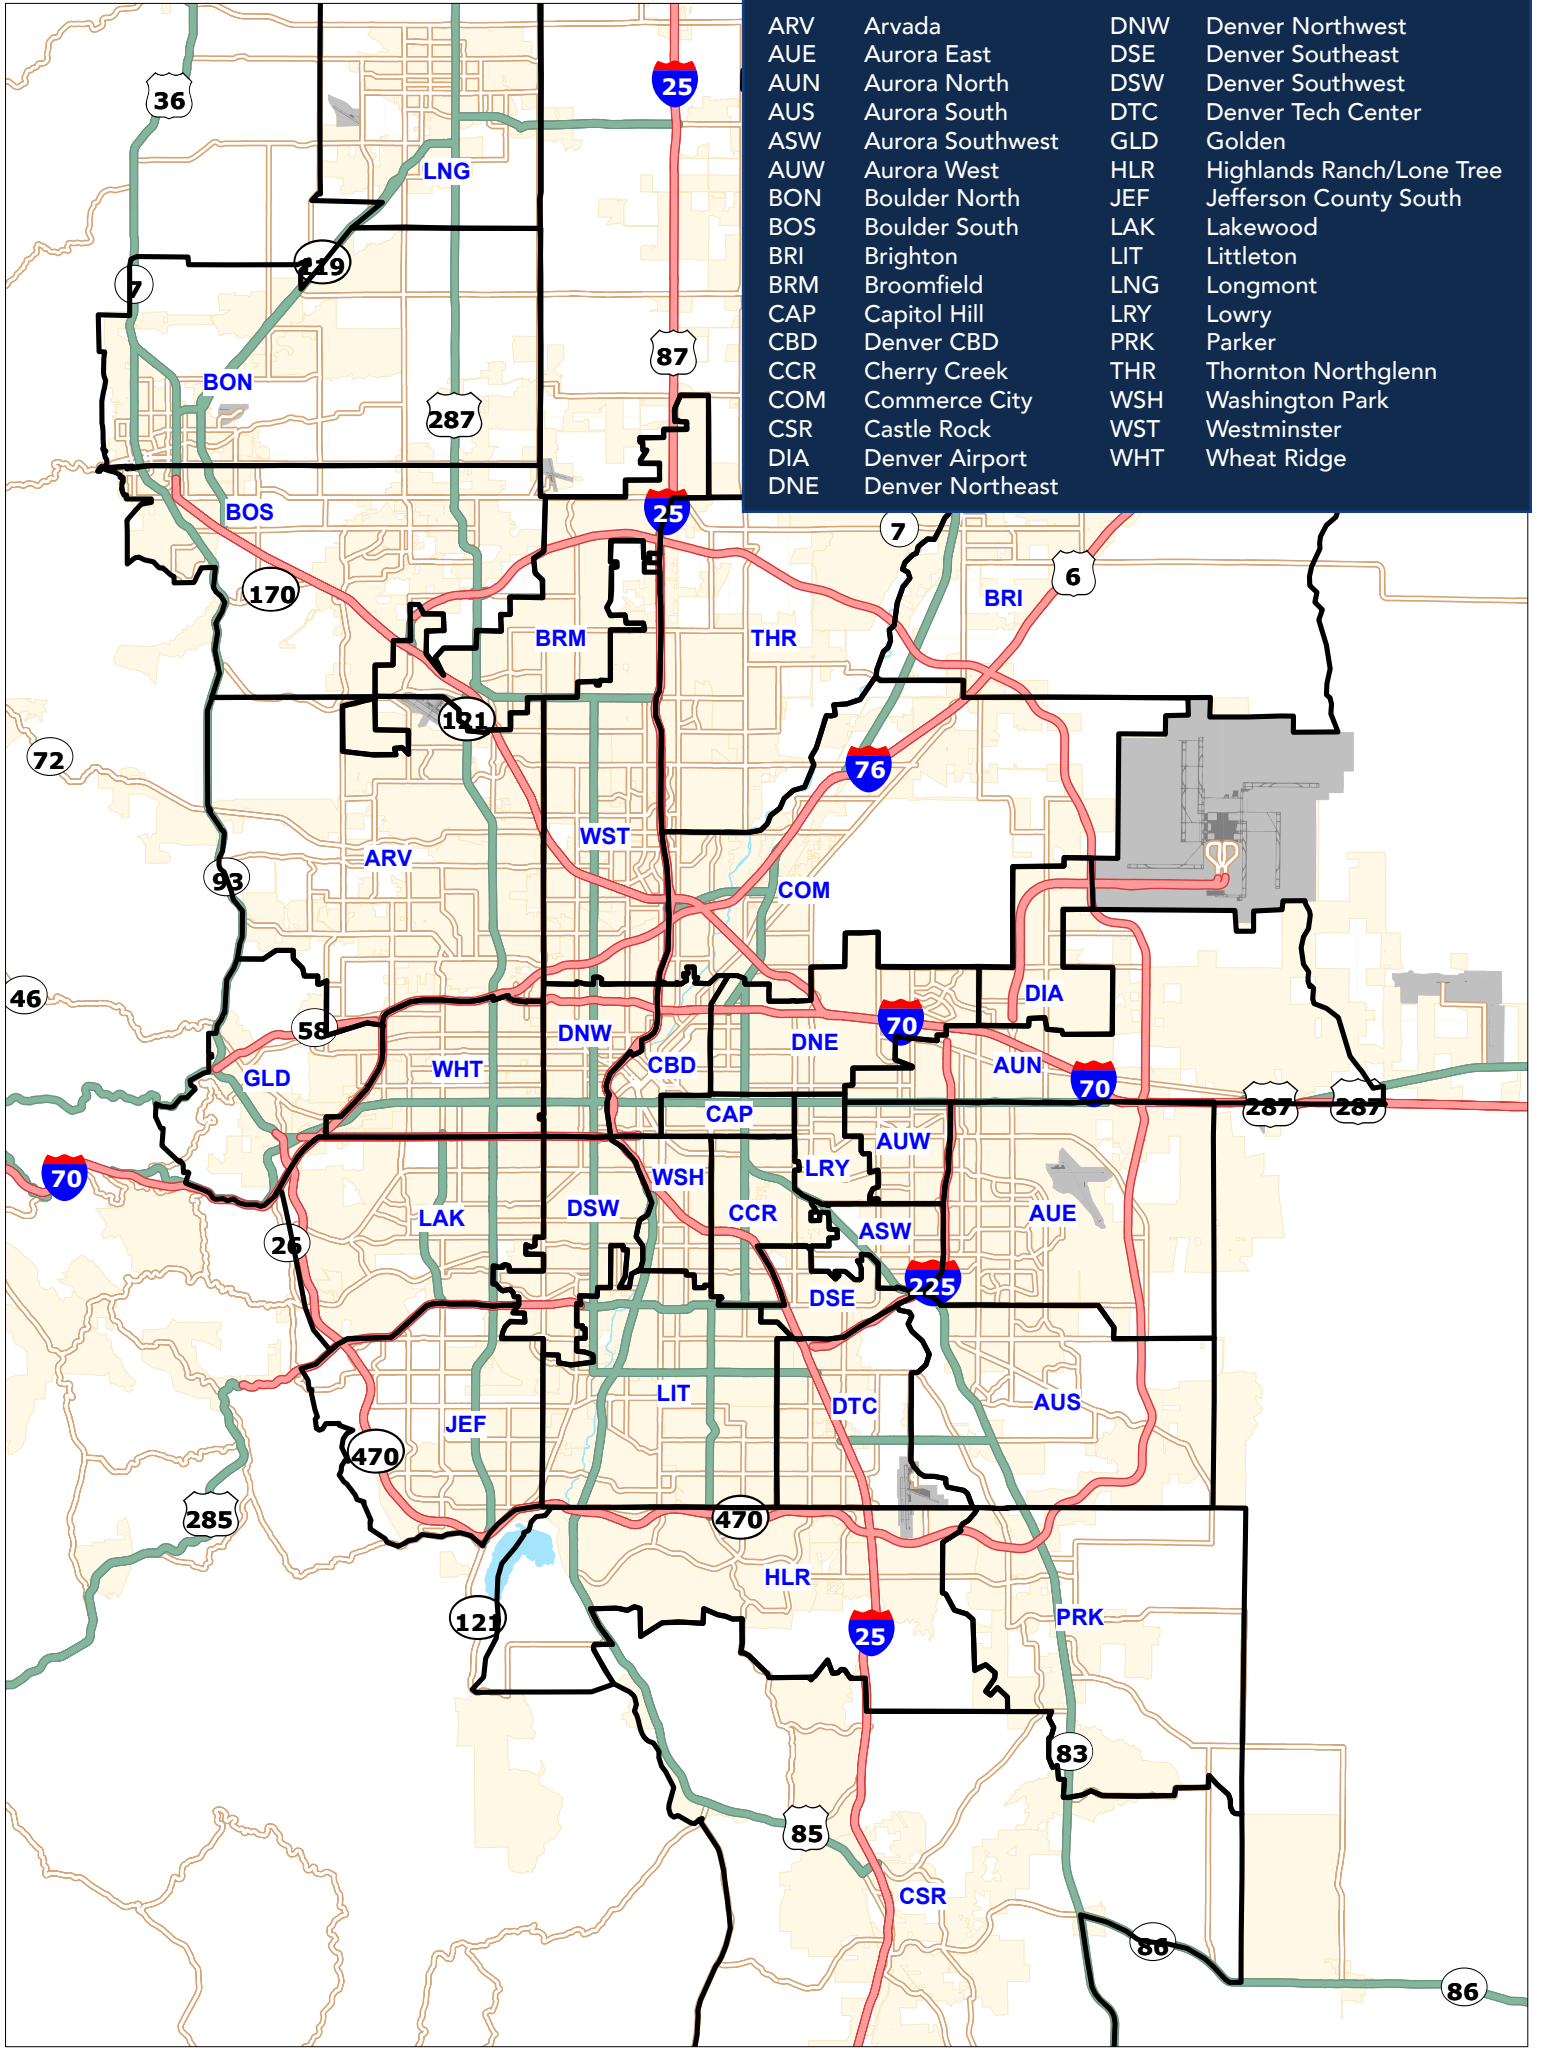 ARV Arvada DNW Denver Northwest
AUE Aurora East DSE Denver Southeast
AUN Aurora North DSW Denver Southwest
AUS Aurora South DTC Denver Tech Center
ASW Aurora Southwest GLD Golden
AUW Aurora West HLR Highlands Ranch/Lone Tree
BON Boulder North JEF Jefferson County South
BOS Boulder South LAK Lakewood
BRI Brighton LIT Littleton
BRM Broomfield LNG Longmont
CAP Capitol Hill LRY Lowry
CBD Denver CBD PRK Parker
CCR Cherry Creek THR Thornton Northglenn
COM Commerce City WSH Washington Park
CSR Castle Rock WST Westminster
DIA Denver Airport WHT Wheat Ridge
DNE Denver Northeast
25
36
LNG
119
7
87
BON
287
BOS
25
7
6
170
BRI
BRM
THR
121
72
76
WST
ARV
93
COM
46
DIA
58
70
DNW
DNE
CBD
WHT
AUN
GLD
70
287
287
CAP
AUW
LRY
70
WSH
DSW
CCR
AUE
LAK
ASW
26
225
DSE
LIT
AUS
DTC
JEF
470
285
470
HLR
121
PRK
25
83
85
CSR
86
86